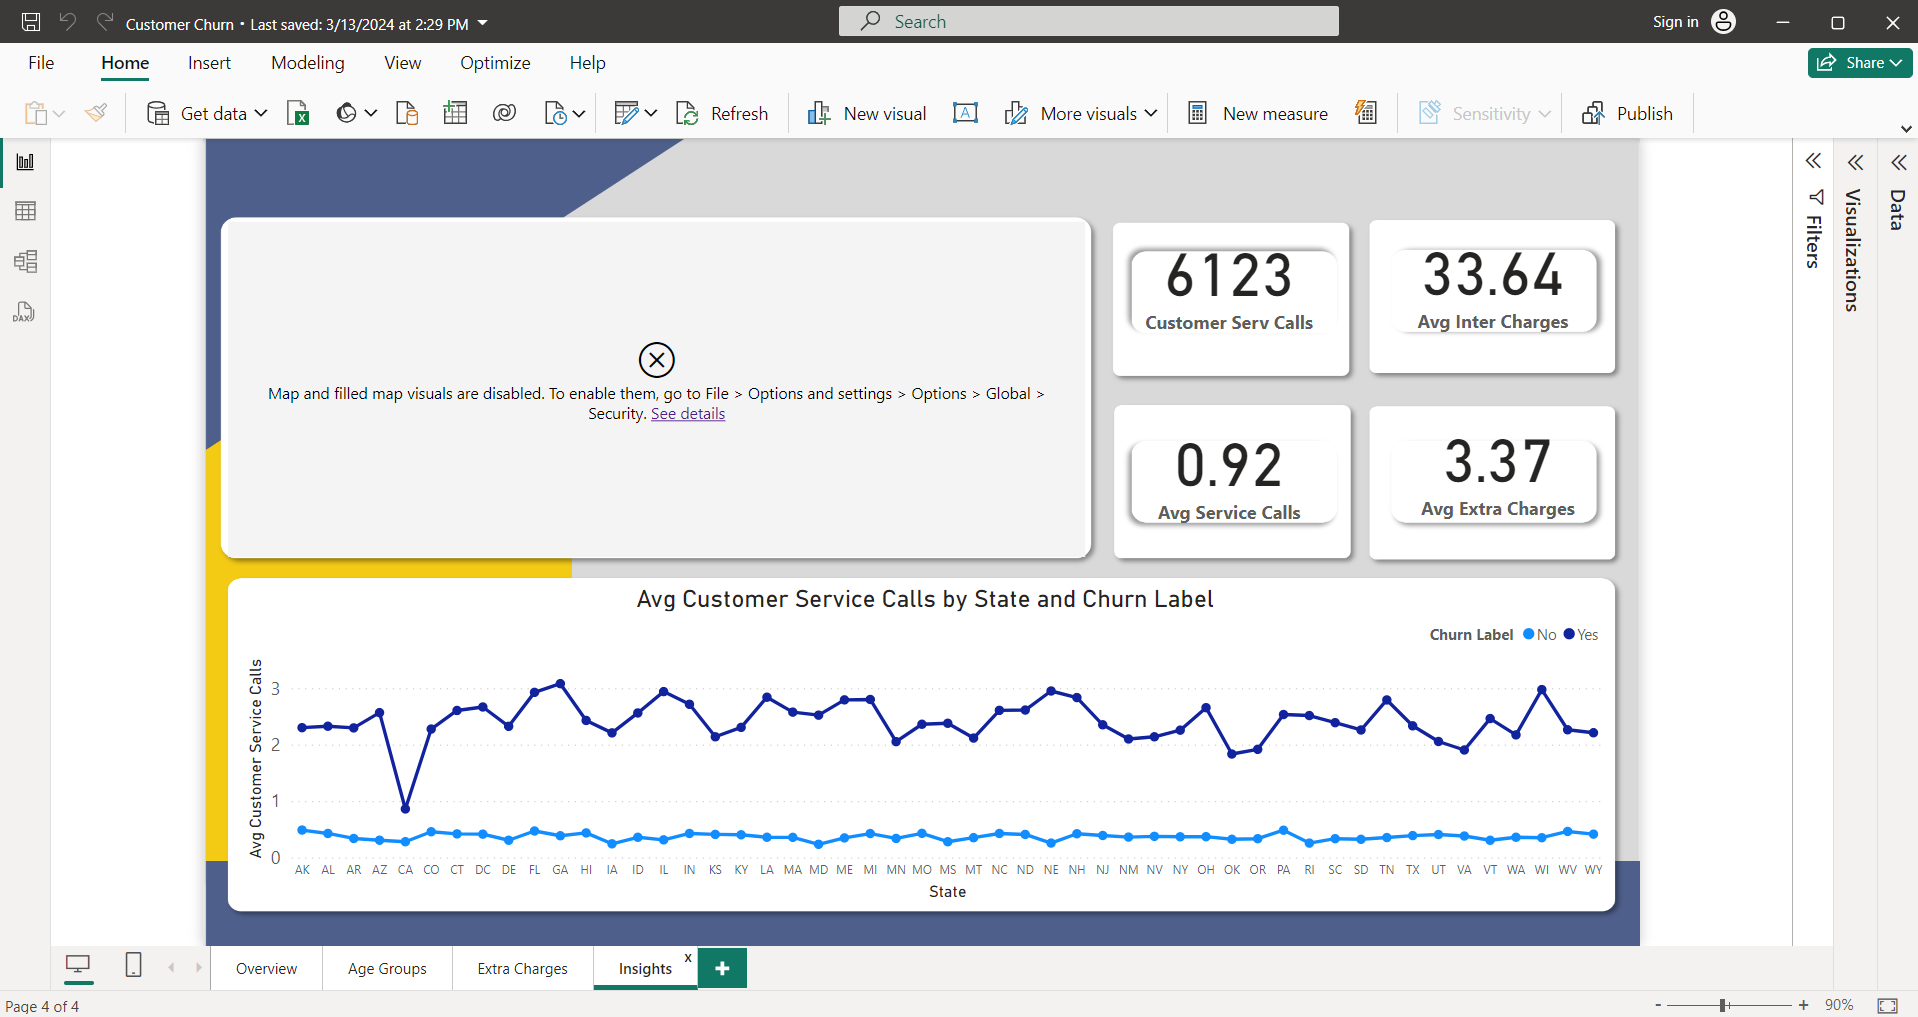 Customer Churn • Last saved: 3/13/2024 at 2:29 PM
Search
Sign in
File Home Insert Modeling View Optimize Help
Share
Get data
Refresh
New visual
A
More visuals
New measure
Sensitivity
Publish
DAX
Filters
Visualizations
Data
Map and filled map visuals are disabled. To enable them, go to File > Options and settings > Options > Global >
Security. See details
6123
Customer Serv Calls
33.64
Avg Inter Charges
0.92
Avg Service Calls
3.37
Avg Extra Charges
Avg Customer Service Calls by State and Churn Label
Churn Label No Yes
Avg Customer Service Calls
3
2
1
0
AK AL AR AZ CA CO CT DC DE FL GA HI IA ID IL IN KS KY LA MA MD ME MI MN MO MS MT NC ND NE NH NJ NM NV NY OH OK OR PA RI SC SD TN TX UT VA VT WA WI WV WY
State
Overview Age Groups Extra Charges Insights x +
Page 4 of 4
- + 90%